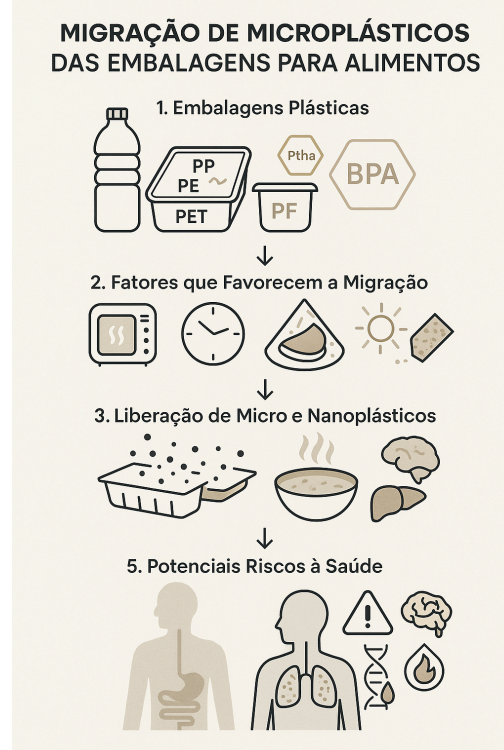 MIGRAÇÃO DE MICROPLÁSTICOS
DAS EMBALAGENS PARA ALIMENTOS
1. Embalagens Plásticas
PP
PE
PET
PF
Ptha
BPA
2. Fatores que Favorecem a Migração
3. Liberação de Micro e Nanoplásticos
5. Potenciais Riscos à Saúde